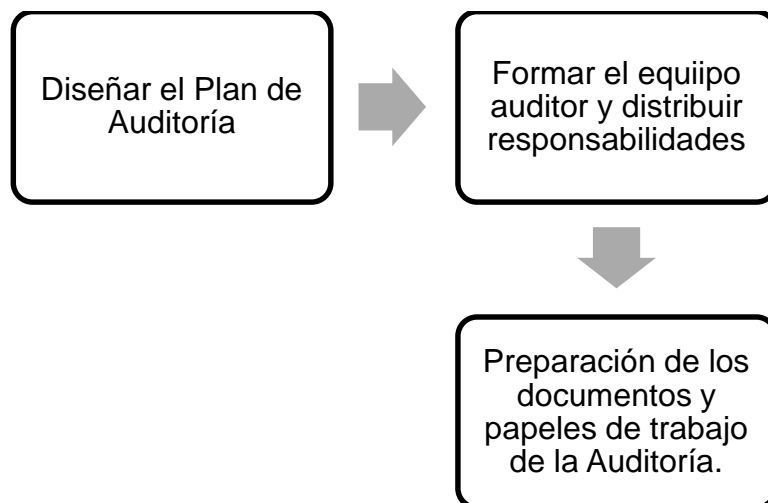 Diseñar el Plan de
Auditoría
Formar el equiipo
auditor y distribuir
responsabilidades
Preparación de los
documentos y
papeles de trabajo
de la Auditoría.